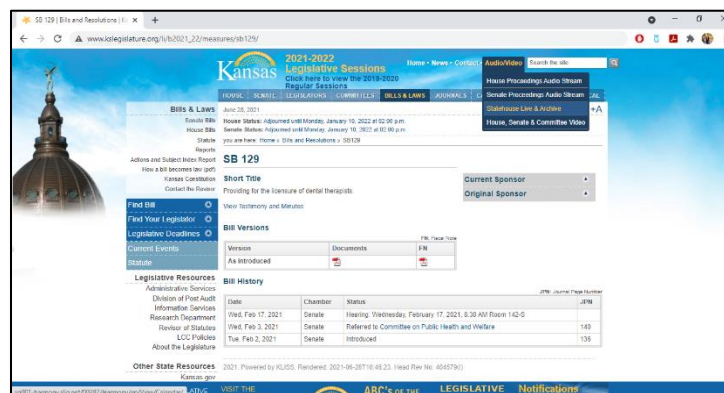 SB 129 | Bills and Resolutions | K
www.kslegislature.org/li/b2021_22/measures/sb129/
Kansas
2021-2022
Legislative Sessions
Click here to view the 2019-2020
Regular Sessions
Home • News • Contact •
Audio/Video
Search the site
House Proceedings Audio Stream
Senate Proceedings Audio Stream
Statehouse Live & Archive
House, Senate & Committee Video
HOUSE SENATE LEGISLATORS COMMITTEES BILLS & LAWS JOURNALS
+A
Bills & Laws
Senate Bills
House Bills
Statute
Reports
Actions and Subject Index Report
How a bill becomes law (pdf)
Kansas Constitution
Contact the Revisor
Find Bill
Find Your Legislator
Legislative Deadlines
Current Events
Statute
Legislative Resources
Administrative Services
Division of Post Audit
Information Services
Research Department
Revisor of Statutes
LCC Policies
About the Legislature
Other State Resources
Kansas.gov
June 28, 2021
House Status: Adjourned until Monday, January 10, 2022 at 02:00 p.m.
Senate Status: Adjourned until Monday, January 10, 2022 at 02:00 p.m.
you are here: Home » Bills and Resolutions » SB129
SB 129
Short Title
Providing for the licensure of dental therapists.
View Testimony and Minutes
Current Sponsor
Original Sponsor
Bill Versions
FN: Fiscal Note
Version Documents FN
As introduced
Bill History
JPN: Journal Page Number
Date Chamber Status JPN
Wed, Feb 17, 2021 Senate Hearing: Wednesday, February 17, 2021, 8:30 AM Room 142-S
Wed, Feb 3, 2021 Senate Referred to Committee on Public Health and Welfare 140
Tue, Feb 2, 2021 Senate Introduced
2021. Powered by KLISS. Rendered: 2021-06-28T10:46:23. Head Rev No:
VISIT THE
ABC's OF THE
LEGISLATIVE
Notifications